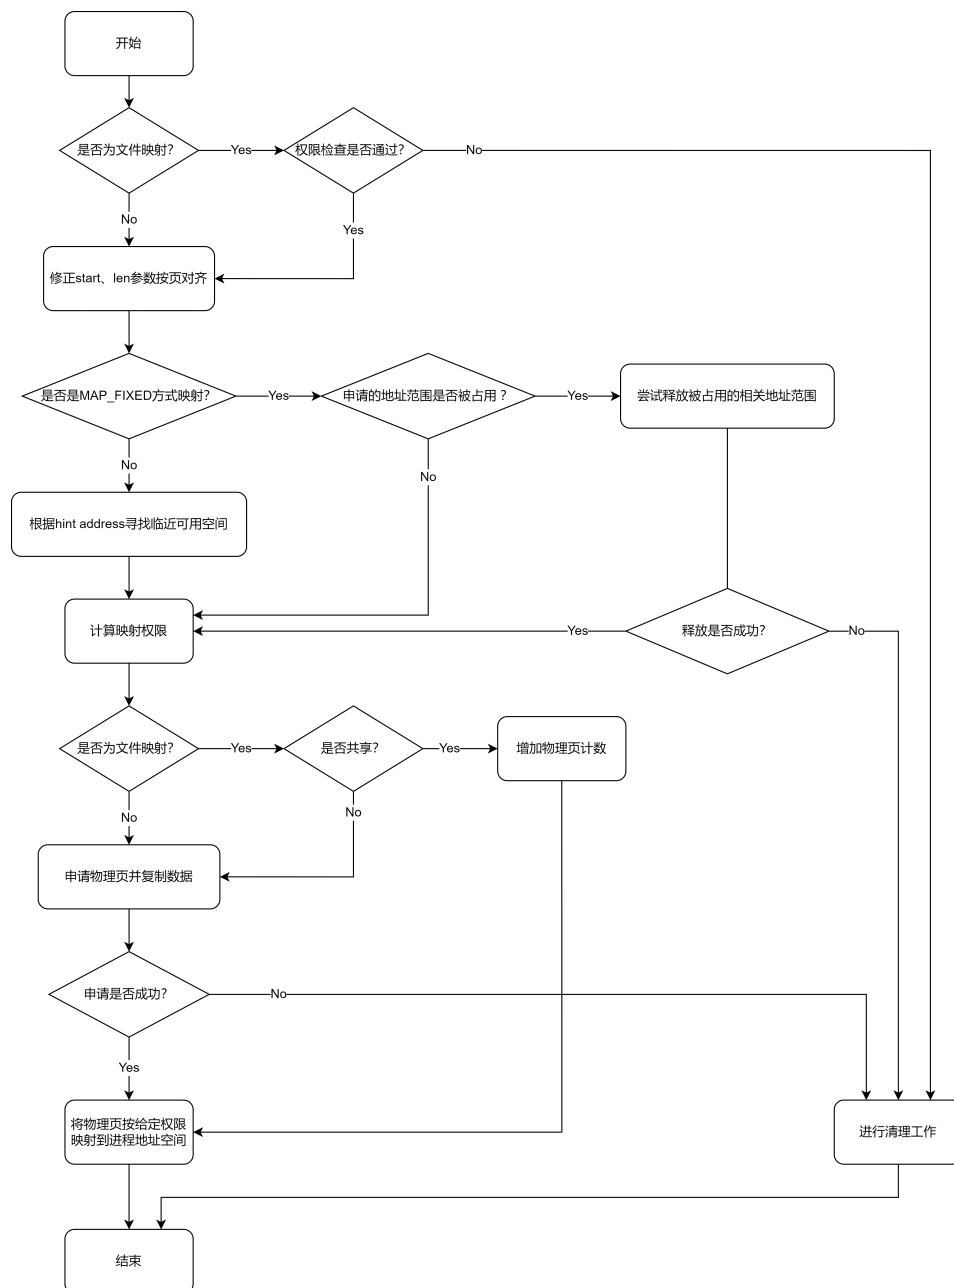 开始
是否为文件映射?
Yes
权限检查是否通过?
No
No
Yes
修正start、len参数按页对齐
是否是MAP_FIXED方式映射?
Yes
申请的地址范围是否被占用？
Yes
尝试释放被占用的相关地址范围
No
No
根据hint address寻找临近可用空间
计算映射权限
Yes
释放是否成功?
No
是否为文件映射?
Yes
是否共享?
Yes
增加物理页计数
No
No
申请物理页并复制数据
申请是否成功?
No
Yes
将物理页按给定权限
映射到进程地址空间
进行清理工作
结束